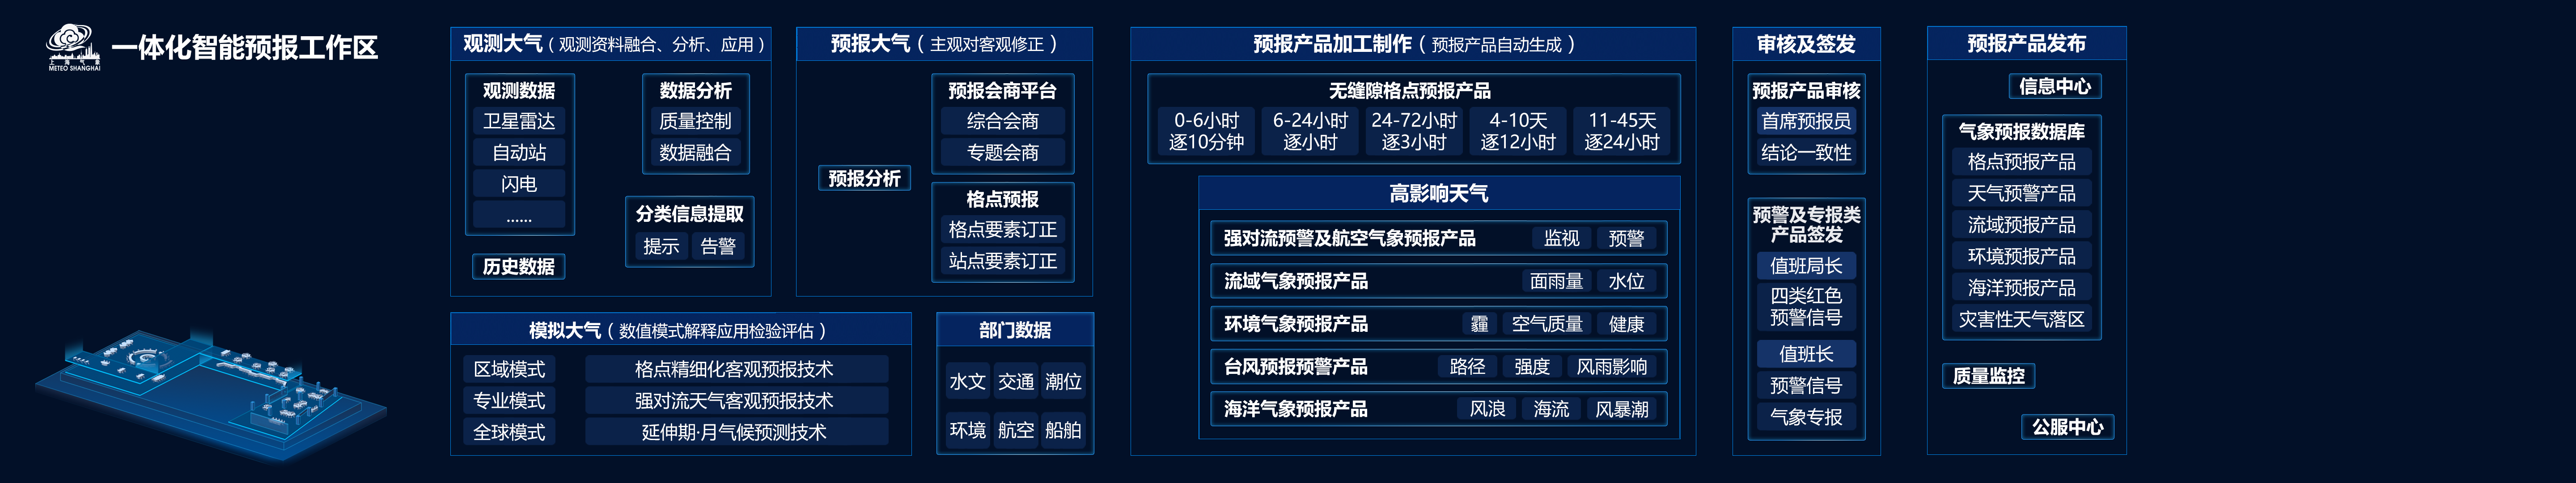 上海气象
METEO SHANGHAI
一体化智能预报工作区
观测大气（观测资料融合、分析、应用）
观测数据
卫星雷达
自动站
闪电
......
历史数据
数据分析
质量控制
数据融合
分类信息提取
提示
告警
预报大气（主观对客观修正）
预报分析
预报会商平台
综合会商
专题会商
格点预报
格点要素订正
站点要素订正
模拟大气（数值模式解释应用检验评估）
区域模式
格点精细化客观预报技术
专业模式
强对流天气客观预报技术
全球模式
延伸期·月气候预测技术
部门数据
水文
交通
潮位
环境
航空
船舶
预报产品加工制作（预报产品自动生成）
无缝隙格点预报产品
0-6小时
逐10分钟
6-24小时
逐小时
24-72小时
逐3小时
4-10天
逐12小时
11-45天
逐24小时
高影响天气
强对流预警及航空气象预报产品
监视
预警
流域气象预报产品
面雨量
水位
环境气象预报产品
霾
空气质量
健康
台风预报预警产品
路径
强度
风雨影响
海洋气象预报产品
风浪
海流
风暴潮
审核及签发
预报产品审核
首席预报员
结论一致性
预警及专报类
产品签发
值班局长
四类红色
预警信号
值班长
预警信号
气象专报
预报产品发布
信息中心
气象预报数据库
格点预报产品
天气预警产品
流域预报产品
环境预报产品
海洋预报产品
灾害性天气落区
质量监控
公服中心